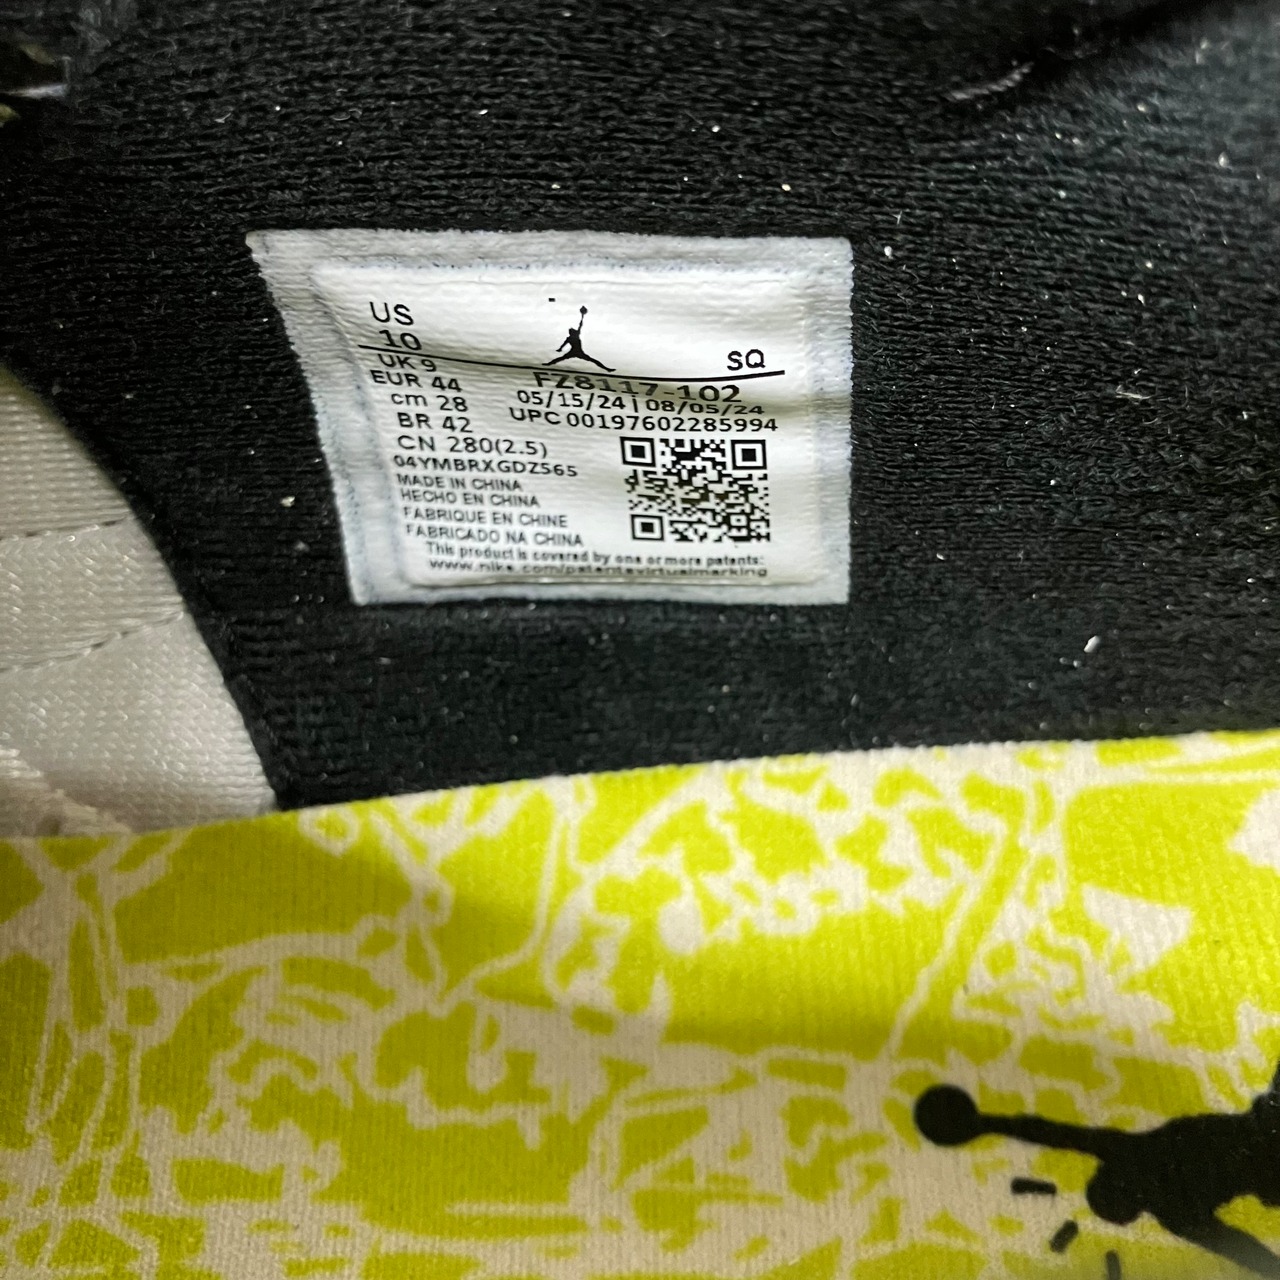 US
10
SQ
UK 9
FZ8117-102
EUR 44
05/15/24 | 08/05/24
cm 28
UPC 00197602285994
BR 42
CN 280(2.5)
04YMBRXGDZ565
MADE IN CHINA
HECHO EN CHINA
FABRIQUE EN CHINE
FABRICADO NA CHINA
This product is covered by one or more patents:
www.nike.com/patentsvirtualmarking